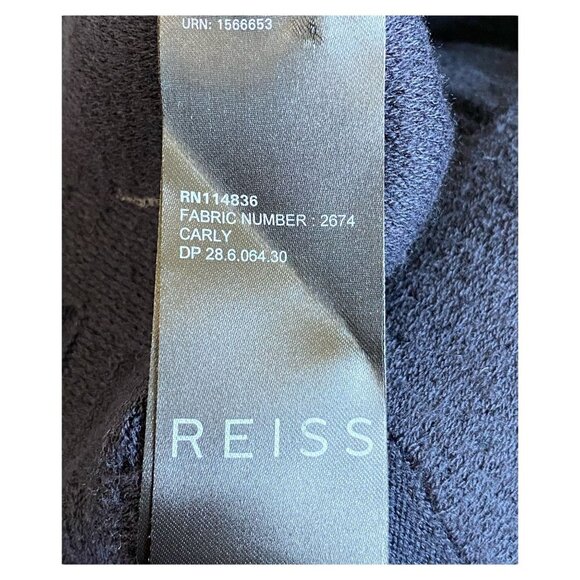 URN: 1566653
RN114836
FABRIC NUMBER : 2674
CARLY
DP 28.6.064.30
REISS